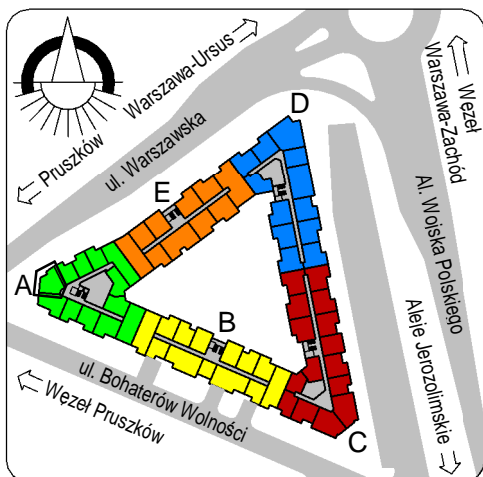 Warszawa-Ursus
Pruszków
ul. Warszawska
Węzeł
Warszawa-Zachód
Al. Wojska Polskiego
Aleje Jerozolimskie
D
E
A
B
C
ul. Bohaterów Wolności
Węzeł Pruszków